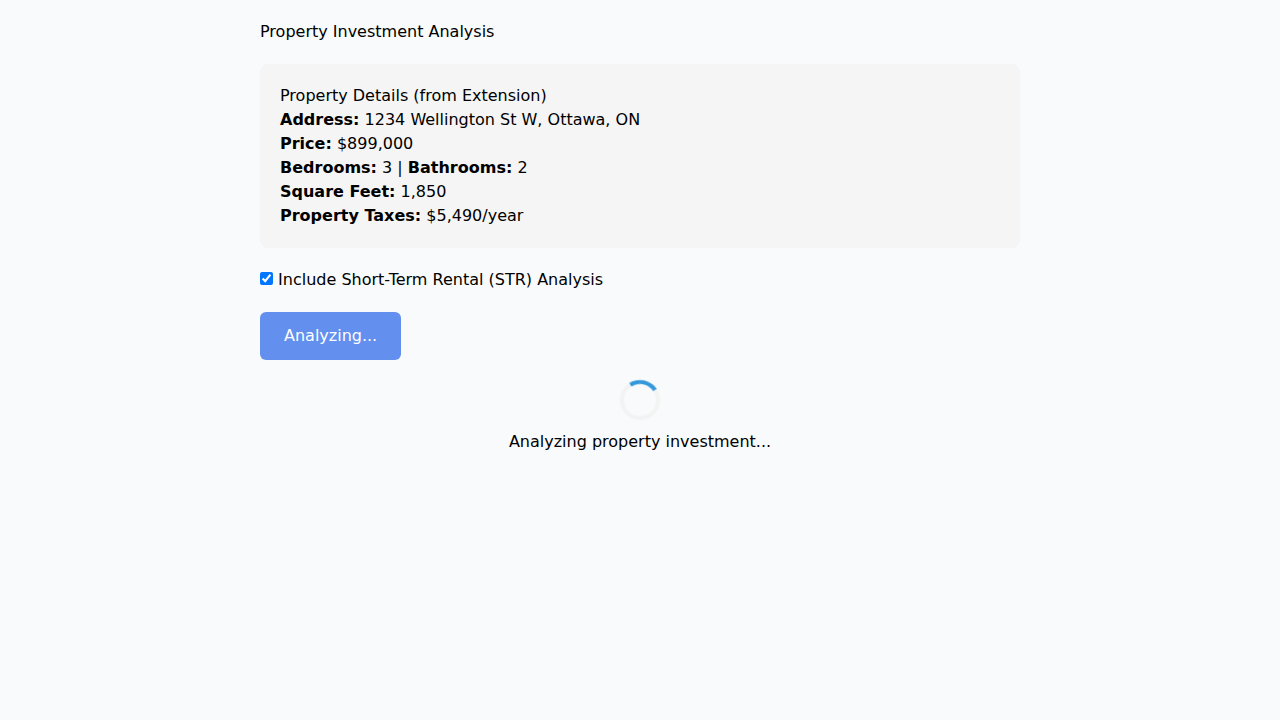 Property Investment Analysis
Property Details (from Extension)
Address: 1234 Wellington St W, Ottawa, ON
Price: $899,000
Bedrooms: 3 | Bathrooms: 2
Square Feet: 1,850
Property Taxes: $5,490/year
Include Short-Term Rental (STR) Analysis
Analyzing...
Analyzing property investment...